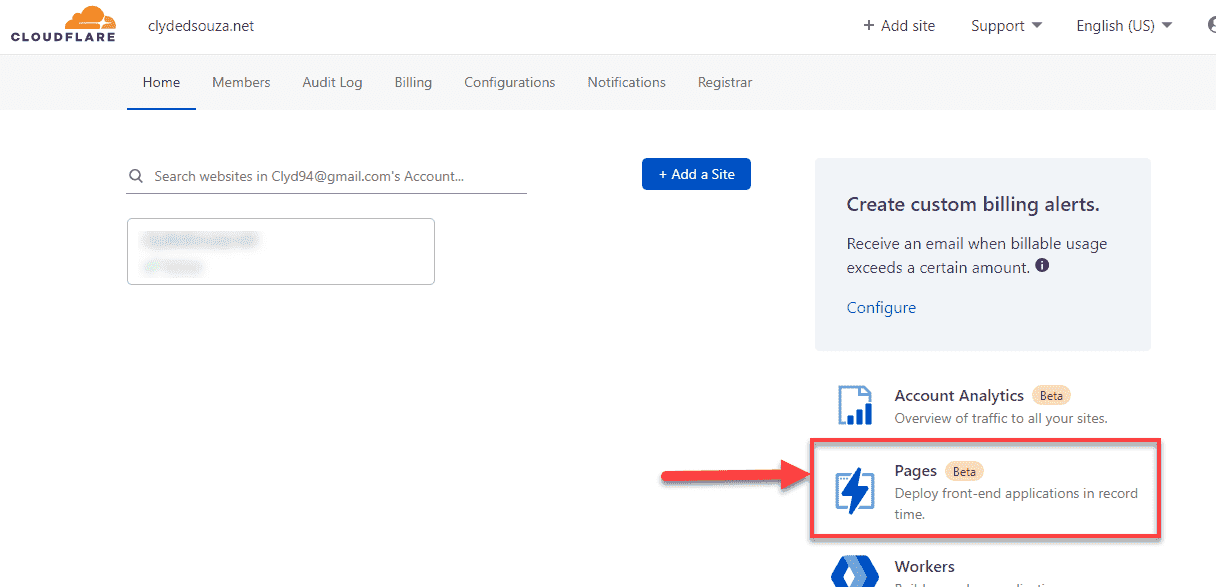 CLOUDFLARE
clydedsouza.net
+ Add site
Support
English (US)
Home
Members
Audit Log
Billing
Configurations
Notifications
Registrar
Search websites in Clyd94@gmail.com's Account...
+ Add a Site
Create custom billing alerts.
Receive an email when billable usage
exceeds a certain amount.
Configure
Account Analytics Beta
Overview of traffic to all your sites.
Pages Beta
Deploy front-end applications in record
time.
Workers